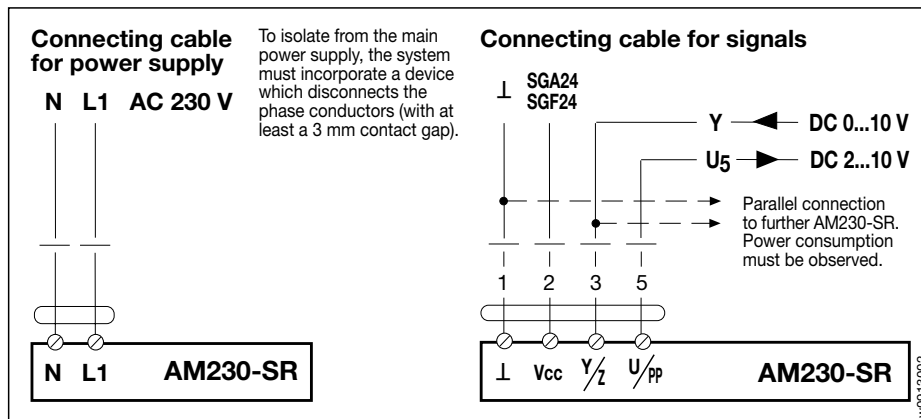 Connecting cable
for power supply
N L1 AC 230 V
To isolate from the main
power supply, the system
must incorporate a device
which disconnects the
phase conductors (with at
least a 3 mm contact gap).
N L1 AM230-SR
Connecting cable for signals
⊥ SGA24
SGF24
Y DC 0...10 V
U5 DC 2...10 V
Parallel connection
to further AM230-SR.
Power consumption
must be observed.
1 2 3 5
⊥ Vcc Y/Z U/PP AM230-SR